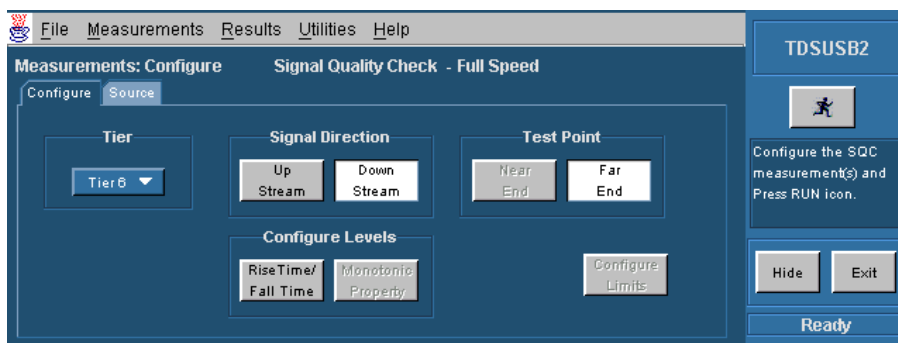 File Measurements Results Utilities Help
TDSUSB2
Measurements: Configure Signal Quality Check - Full Speed
Configure Source
Tier
Tier6
Signal Direction
Up
Stream
Down
Stream
Test Point
Near
End
Far
End
Configure Levels
RiseTime/
Fall Time
Monotonic
Property
Configure
Limits
Configure the SQC
measurement(s) and
Press RUN icon.
Hide Exit
Ready